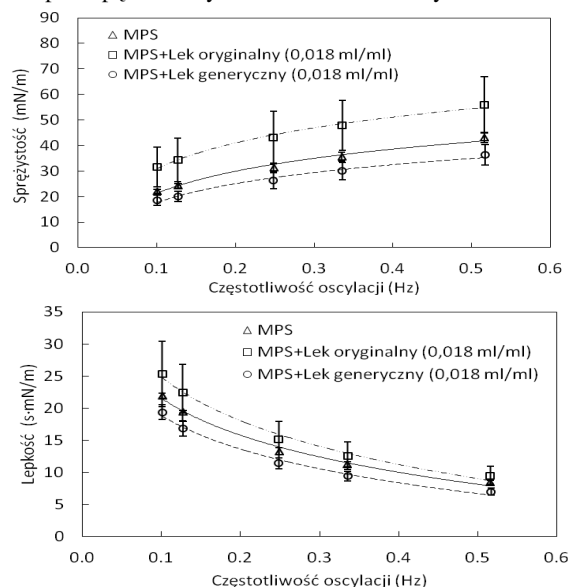 90
80
70
60
50
40
30
20
10
0
Sprężystość (mN/m)
MPS
MPS+Lek oryginalny (0,018 ml/ml)
MPS+Lek generyczny (0,018 ml/ml)
0.0 0.1 0.2 0.3 0.4 0.5 0.6
Częstotliwość oscylacji (Hz)
35
30
25
20
15
10
5
0
Lepkość (s·mN/m)
MPS
MPS+Lek oryginalny (0,018 ml/ml)
MPS+Lek generyczny (0,018 ml/ml)
0.0 0.1 0.2 0.3 0.4 0.5 0.6
Częstotliwość oscylacji (Hz)